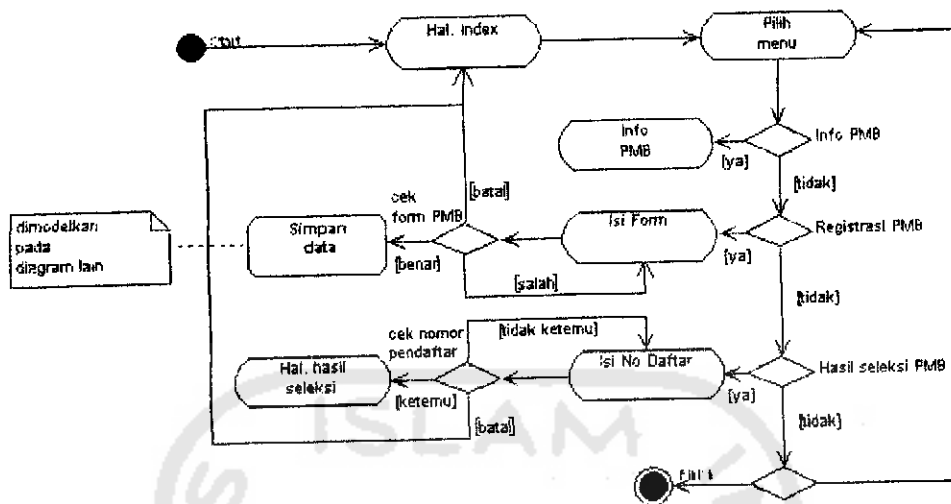 Start
Hal. Index
Pilih
menu
Info
PMB
[ya]
Info PMB
[tidak]
cek
form PMB
[batal]
dimodelkan
pada
diagram lain
Simpan
data
[benar]
Isi Form
[ya]
Registrasi PMB
[salah]
[tidak]
cek nomor
pendaftar
[tidak ketemu]
Hal. hasil
seleksi
[ketemu]
Isi No Daftar
[ya]
Hasil seleksi PMB
[batal]
[tidak]
ISLAM